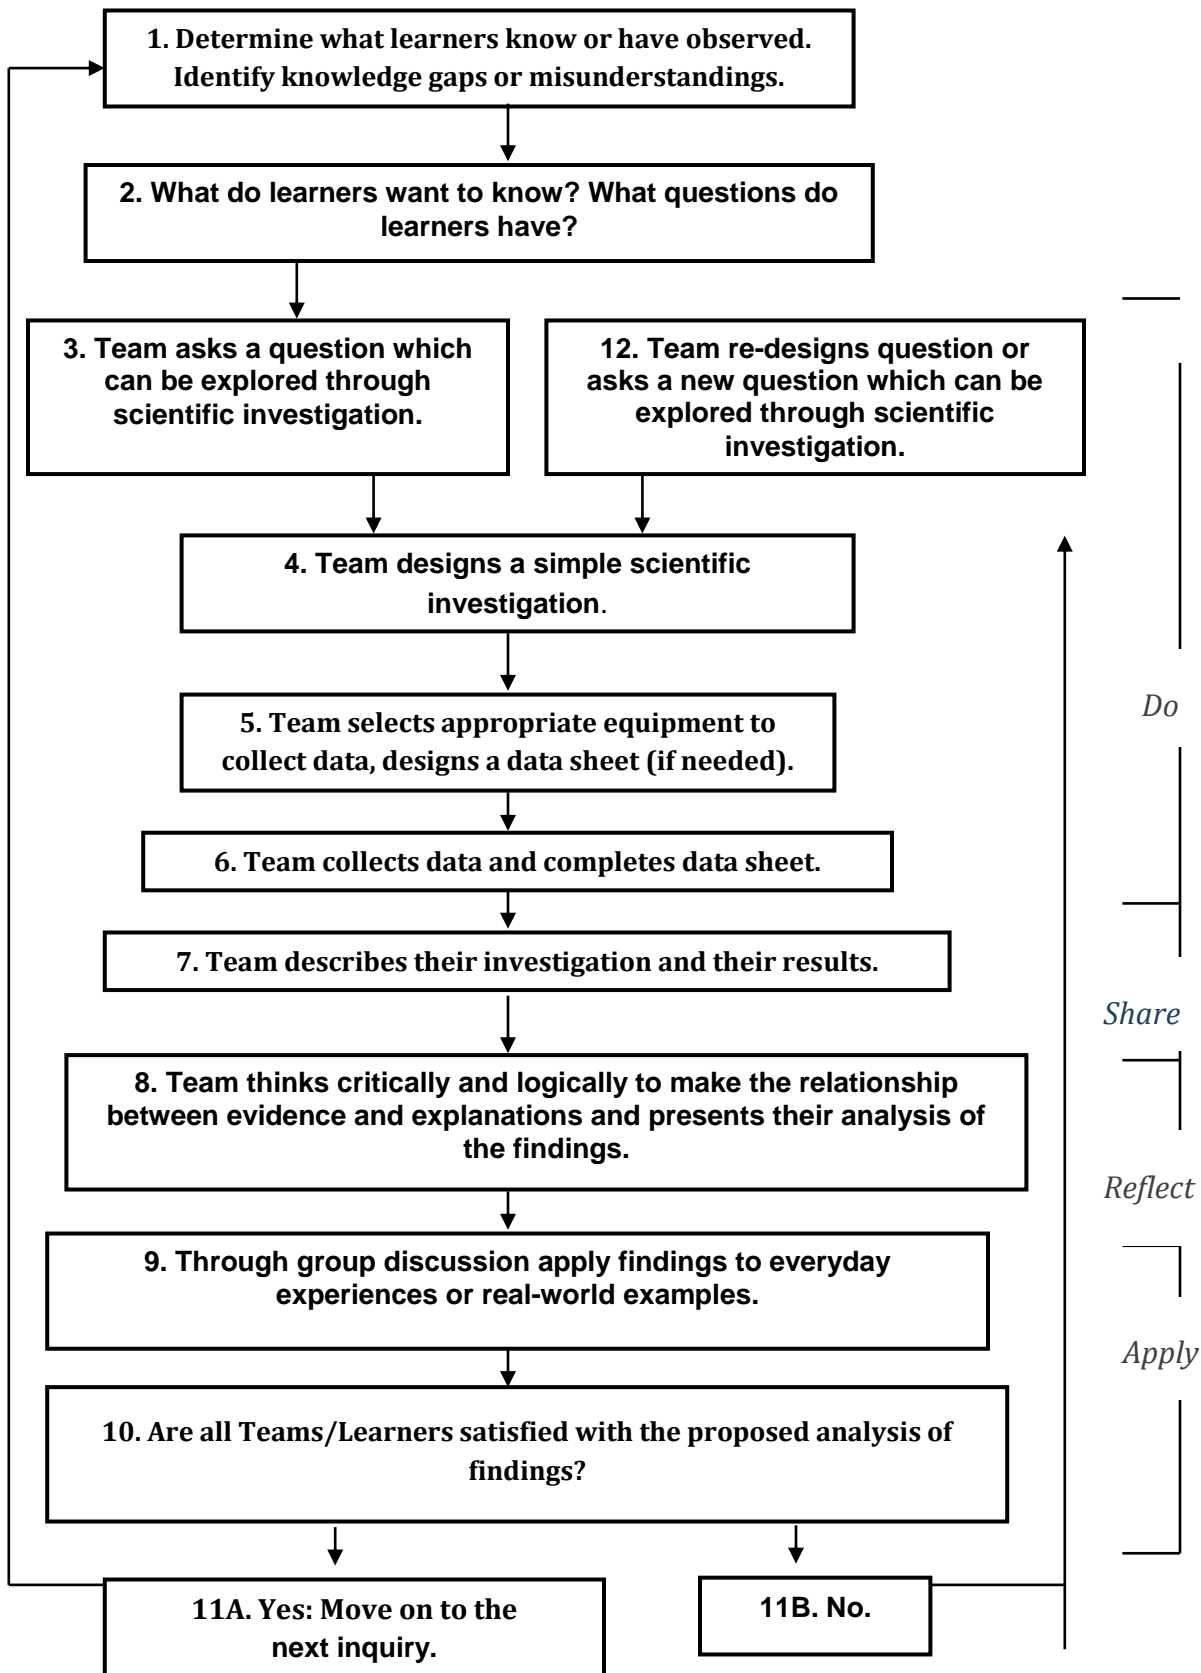 1. Determine what learners know or have observed.
Identify knowledge gaps or misunderstandings.
2. What do learners want to know? What questions do
learners have?
3. Team asks a question which
can be explored through
scientific investigation.
12. Team re-designs question or
asks a new question which can be
explored through scientific
investigation.
4. Team designs a simple scientific
investigation.
Do
5. Team selects appropriate equipment to
collect data, designs a data sheet (if needed).
6. Team collects data and completes data sheet.
7. Team describes their investigation and their results.
Share
8. Team thinks critically and logically to make the relationship
between evidence and explanations and presents their analysis of
the findings.
Reflect
9. Through group discussion apply findings to everyday
experiences or real-world examples.
Apply
10. Are all Teams/Learners satisfied with the proposed analysis of
findings?
11A. Yes: Move on to the
next inquiry.
11B. No.